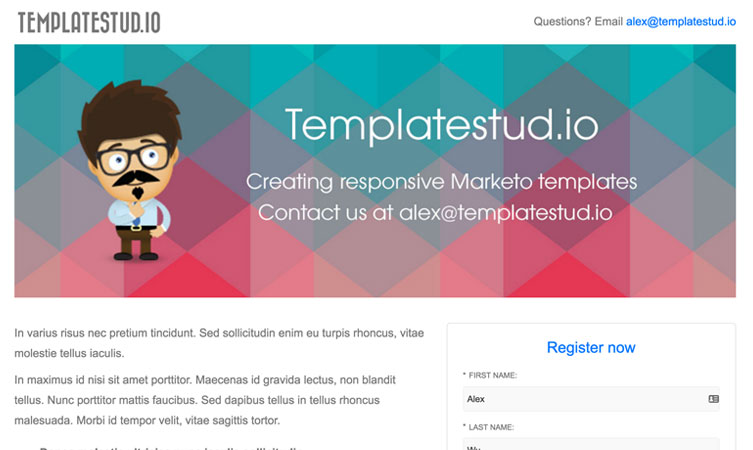 TEMPLATESTUD.IO
Questions? Email alex@templatestud.io
Templatestud.io
Creating responsive Marketo templates
Contact us at alex@templatestud.io
In varius risus nec pretium tincidunt. Sed sollicitudin enim eu turpis rhoncus, vitae
molestie tellus iaculis.
In maximus id nisi sit amet porttitor. Maecenas id gravida lectus, non blandit
tellus. Nunc porttitor mattis faucibus. Sed dapibus tellus in tellus rhoncus
malesuada. Morbi id tempor velit, vitae sagittis tortor.
Register now
* FIRST NAME:
Alex
* LAST NAME: